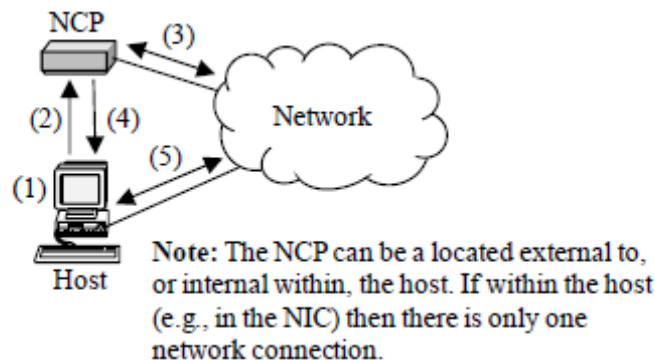 NCP
(3)
(2)
(4)
Network
(5)
(1)
Host
Note: The NCP can be a located external to,
or internal within, the host. If within the host
(e.g., in the NIC) then there is only one
network connection.